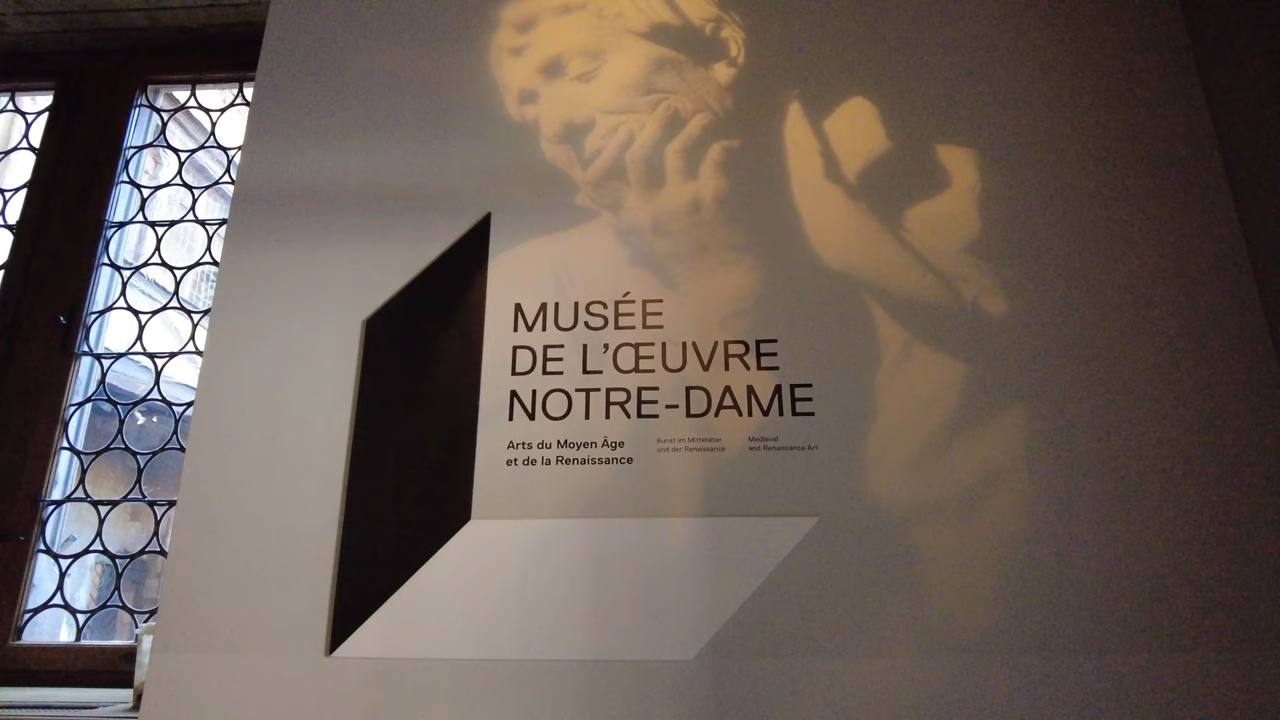 MUSÉE
DE L'ŒUVRE
NOTRE-DAME
Arts du Moyen Âge
et de la Renaissance
Kunst im Mittelalter
und der Renaissance
Medieval
and Renaissance Art